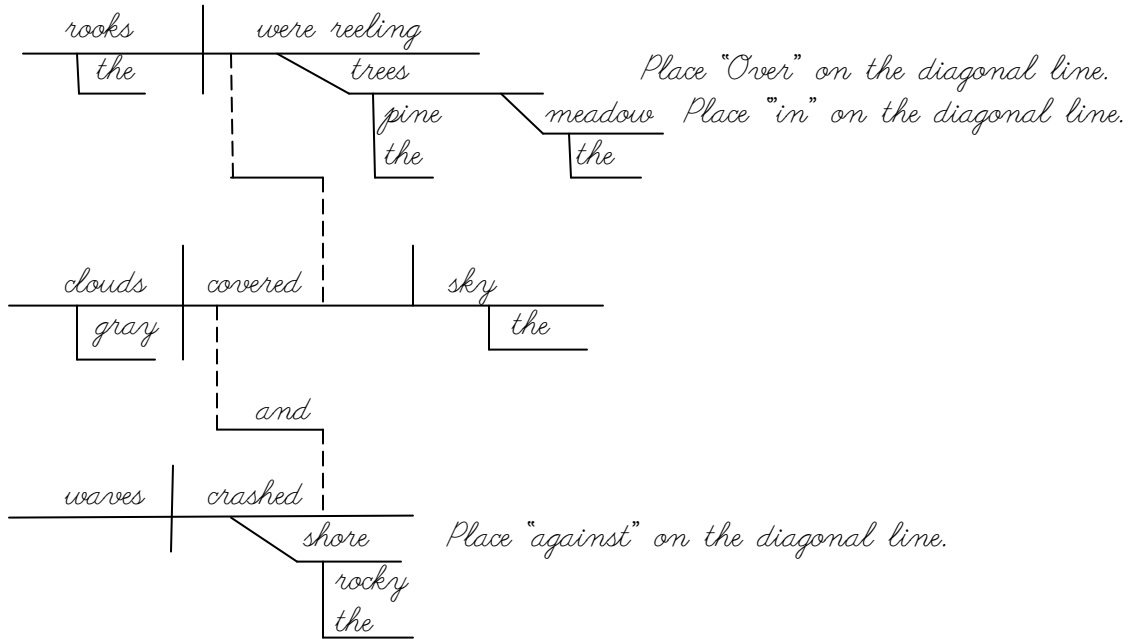 rooks were reeling
the trees Place "Over" on the diagonal line.
pine meadow Place "in" on the diagonal line.
the the
clouds covered sky
gray the
and
waves crashed
shore Place "against" on the diagonal line.
rocky
the